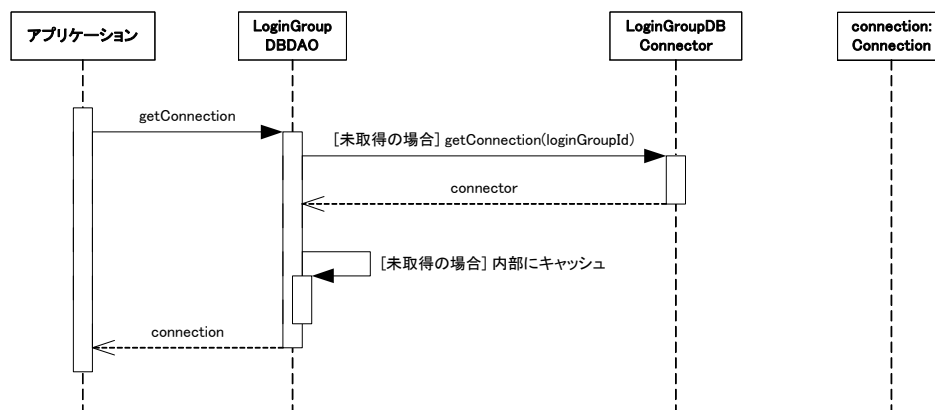 アプリケーション
LoginGroup
DBDAO
LoginGroupDB
Connector
connection:
Connection
getConnection
[未取得の場合] getConnection(loginGroupId)
connector
[未取得の場合] 内部にキャッシュ
connection